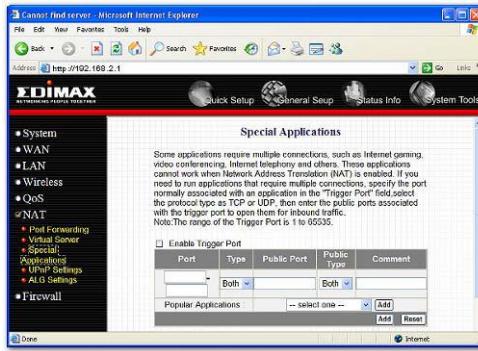 Cannot find server - Microsoft Internet Explorer
File Edit View Favorites Tools Help
Back Search Favorites
Address http://192.168.2.1 Go Links
EDIMAX
NETWORKING PEOPLE TOGETHER
Quick Setup General Seup Status Info System Tools
System
WAN
LAN
Wireless
QoS
NAT
Port Forwarding
Virtual Server
Special
Applications
UPnP Settings
ALG Settings
Firewall
Special Applications
Some applications require multiple connections, such as Internet gaming,
video conferencing, Internet telephony and others. These applications
cannot work when Network Address Translation (NAT) is enabled. If you
need to run applications that require multiple connections, specify the port
normally associated with an application in the "Trigger Port" field,select
the protocol type as TCP or UDP, then enter the public ports associated
with the trigger port to open them for inbound traffic.
Note:The range of the Trigger Port is 1 to 65535.
Enable Trigger Port
Port Type Public Port Public Type Comment
- Both Both
Popular Applications : -- select one -- Add
Add Reset
Done Internet